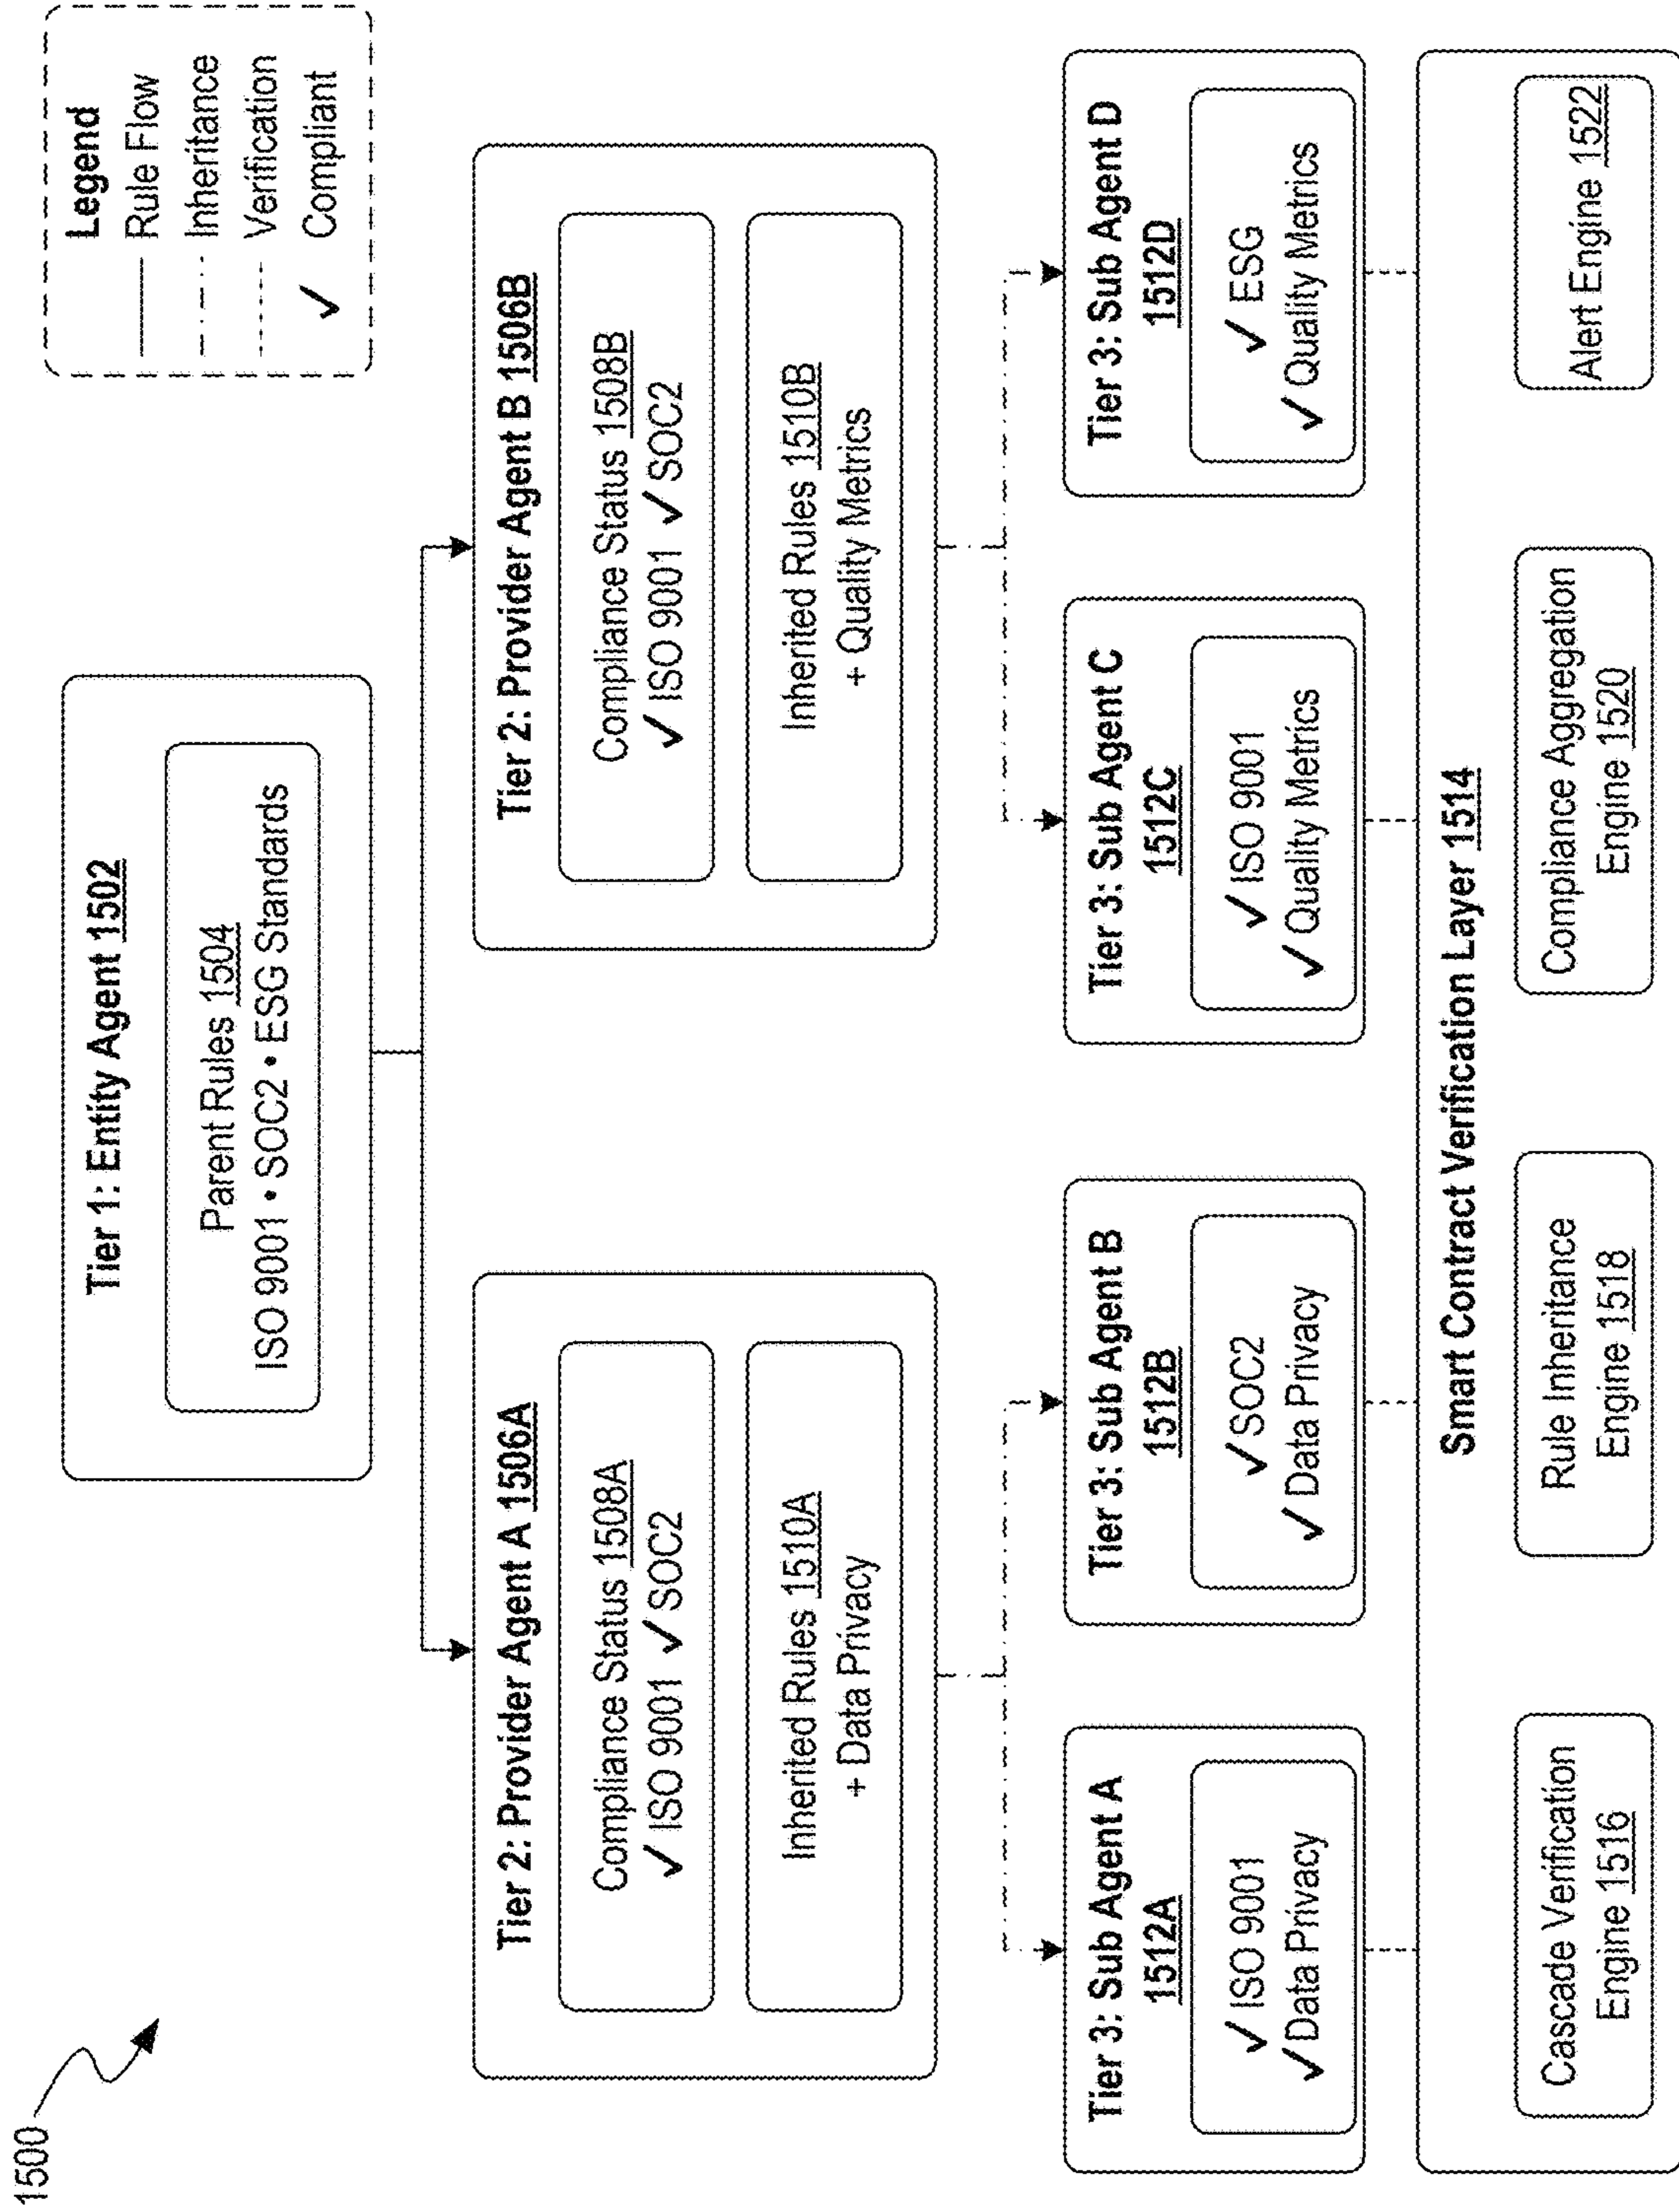 1500
Legend
Rule Flow
Inheritance
Verification
✓ Compliant
Tier 1: Entity Agent 1502
Parent Rules 1504
ISO 9001 • SOC2 • ESG Standards
Tier 2: Provider Agent A 1506A
Compliance Status 1508A
✓ ISO 9001 ✓ SOC2
Inherited Rules 1510A
+ Data Privacy
Tier 2: Provider Agent B 1506B
Compliance Status 1508B
✓ ISO 9001 ✓ SOC2
Inherited Rules 1510B
+ Quality Metrics
Tier 3: Sub Agent A
1512A
✓ ISO 9001
✓ Data Privacy
Tier 3: Sub Agent B
1512B
✓ SOC2
✓ Data Privacy
Tier 3: Sub Agent C
1512C
✓ ISO 9001
✓ Quality Metrics
Tier 3: Sub Agent D
1512D
✓ ESG
✓ Quality Metrics
Smart Contract Verification Layer 1514
Cascade Verification
Engine 1516
Rule Inheritance
Engine 1518
Compliance Aggregation
Engine 1520
Alert Engine 1522